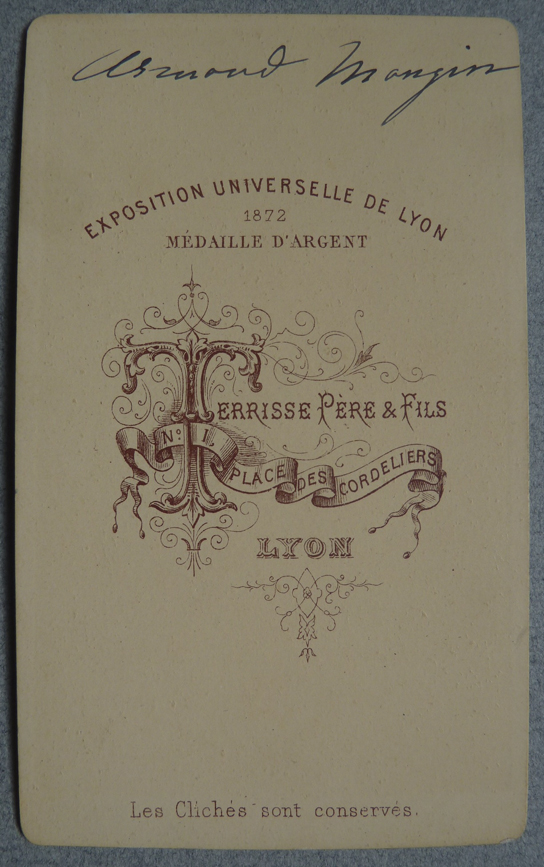 Armand Mangin
EXPOSITION UNIVERSELLE DE LYON
1872
MÉDAILLE D'ARGENT
TERRISSE PÈRE & FILS
No. 1, PLACE DES CORDELIERS
LYON
Les Clichés sont conservés.